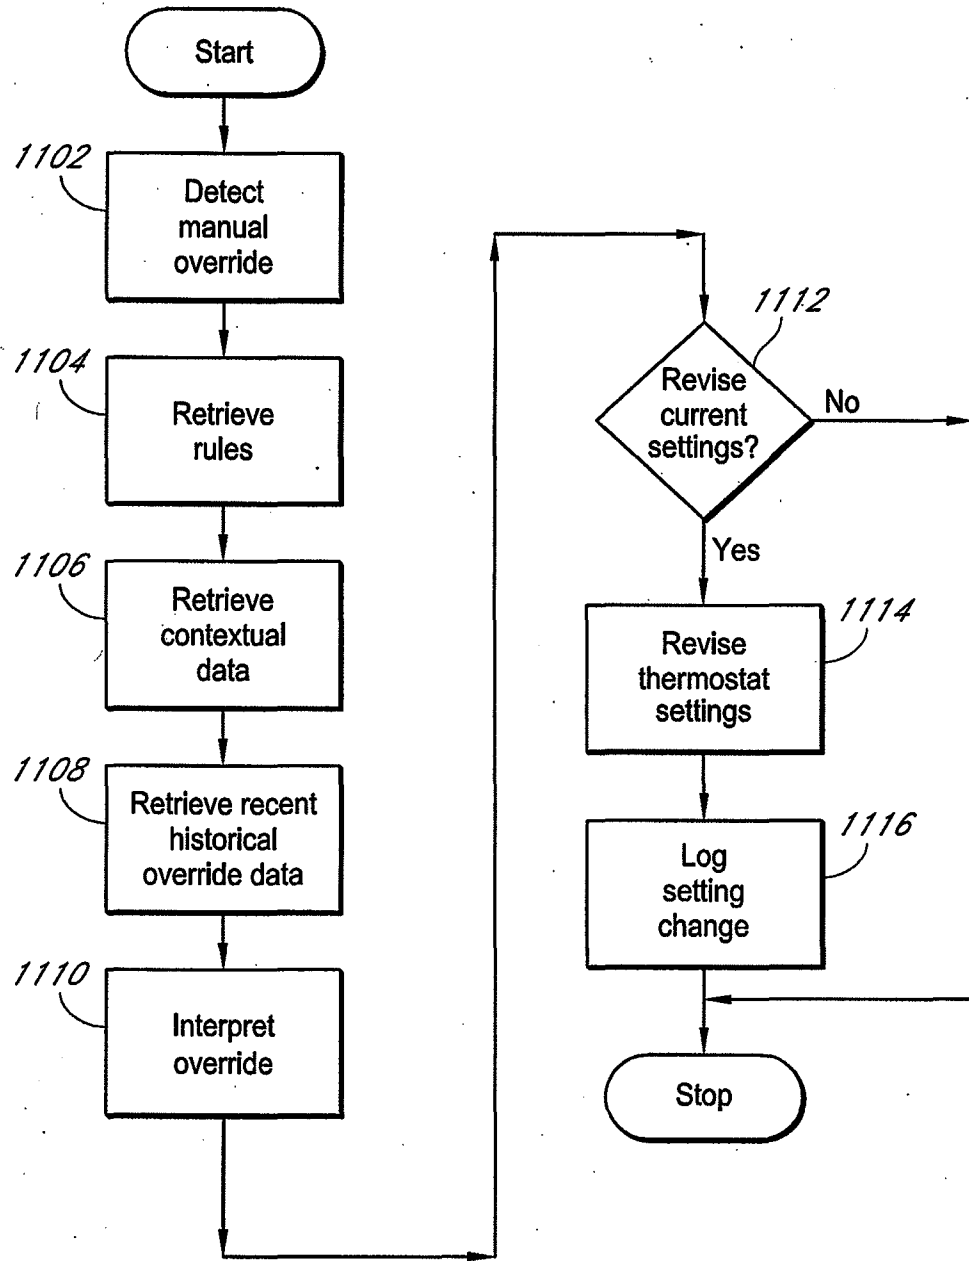 Start
1102
Detect
manual
override
1104
Retrieve
rules
1106
Retrieve
contextual
data
1108
Retrieve recent
historical
override data
1110
Interpret
override
1112
Revise
current
settings?
No
Yes
1114
Revise
thermostat
settings
1116
Log
setting
change
Stop